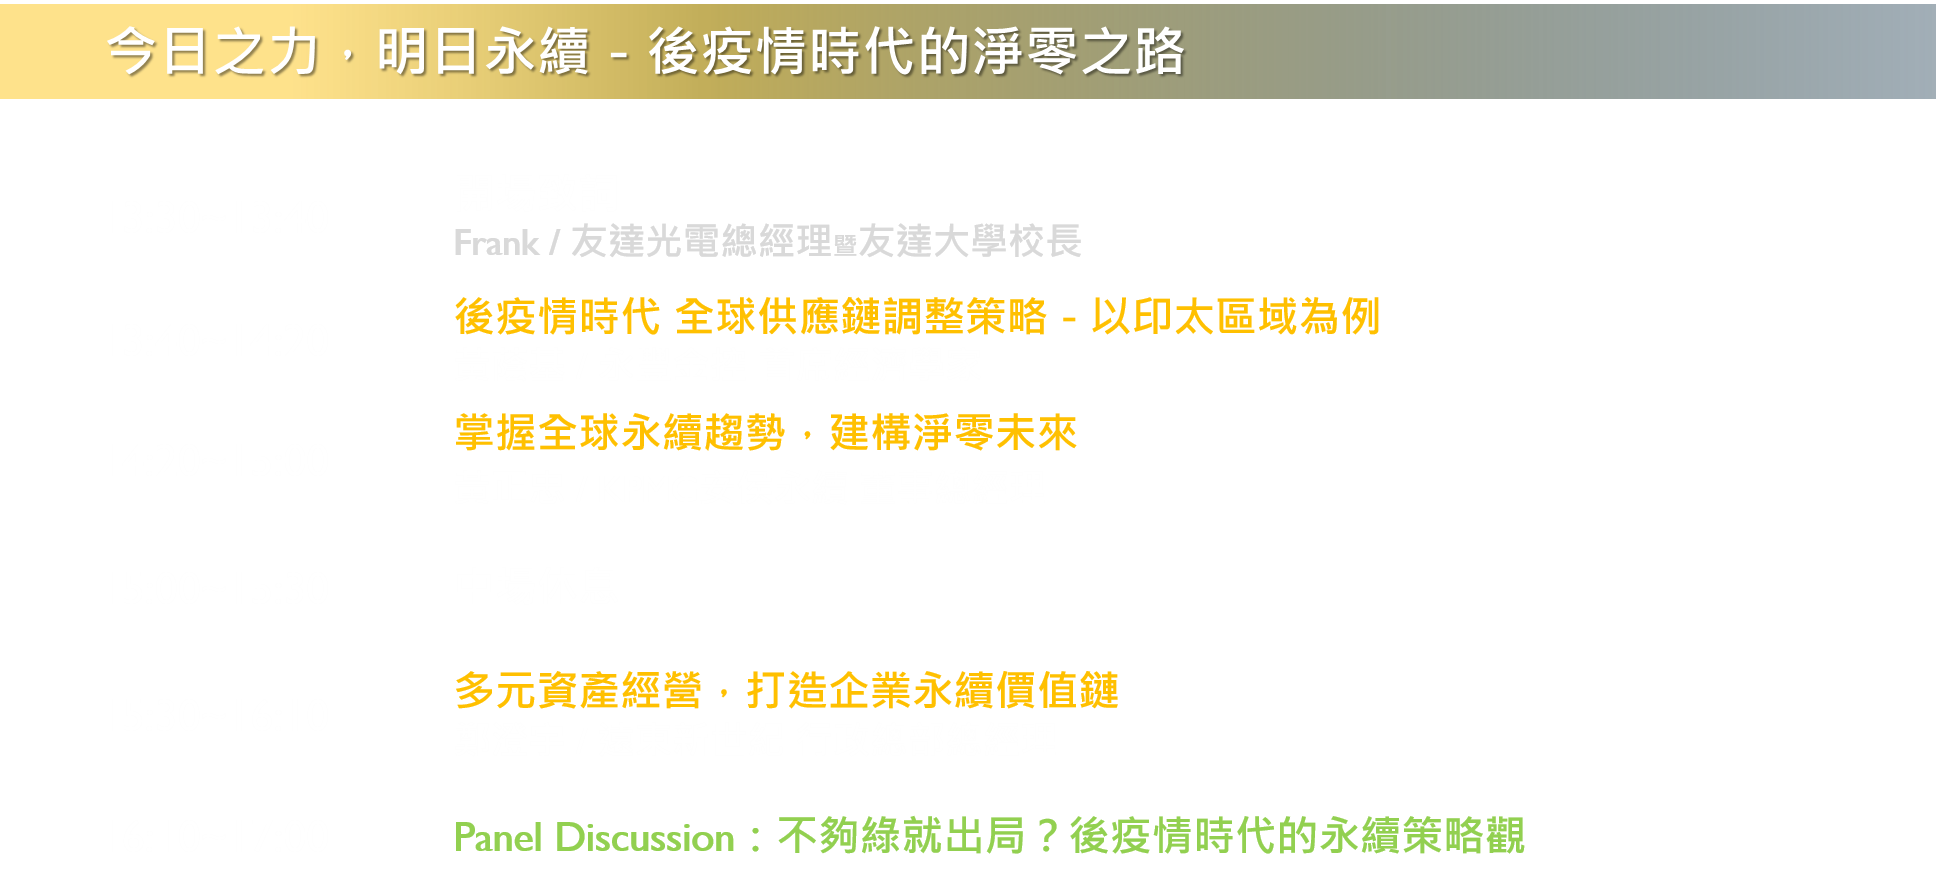 今日之力，明日永續 - 後疫情時代的淨零之路
Frank / 友達光電總經理暨友達大學校長
後疫情時代 全球供應鏈調整策略 - 以印太區域為例
掌握全球永續趨勢，建構淨零未來
多元資產經營，打造企業永續價值鏈
Panel Discussion：不夠綠就出局？後疫情時代的永續策略觀